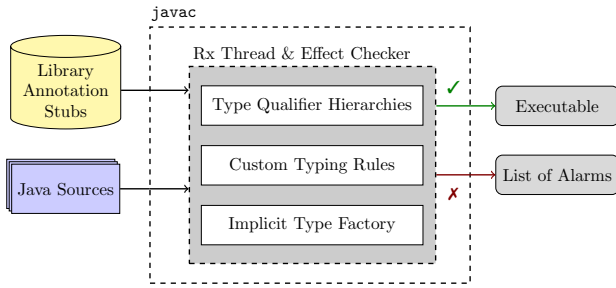 javac
Rx Thread & Effect Checker
Library
Annotation
Stubs
Java Sources
Type Qualifier Hierarchies
Custom Typing Rules
Implicit Type Factory
✓
Executable
✗
List of Alarms